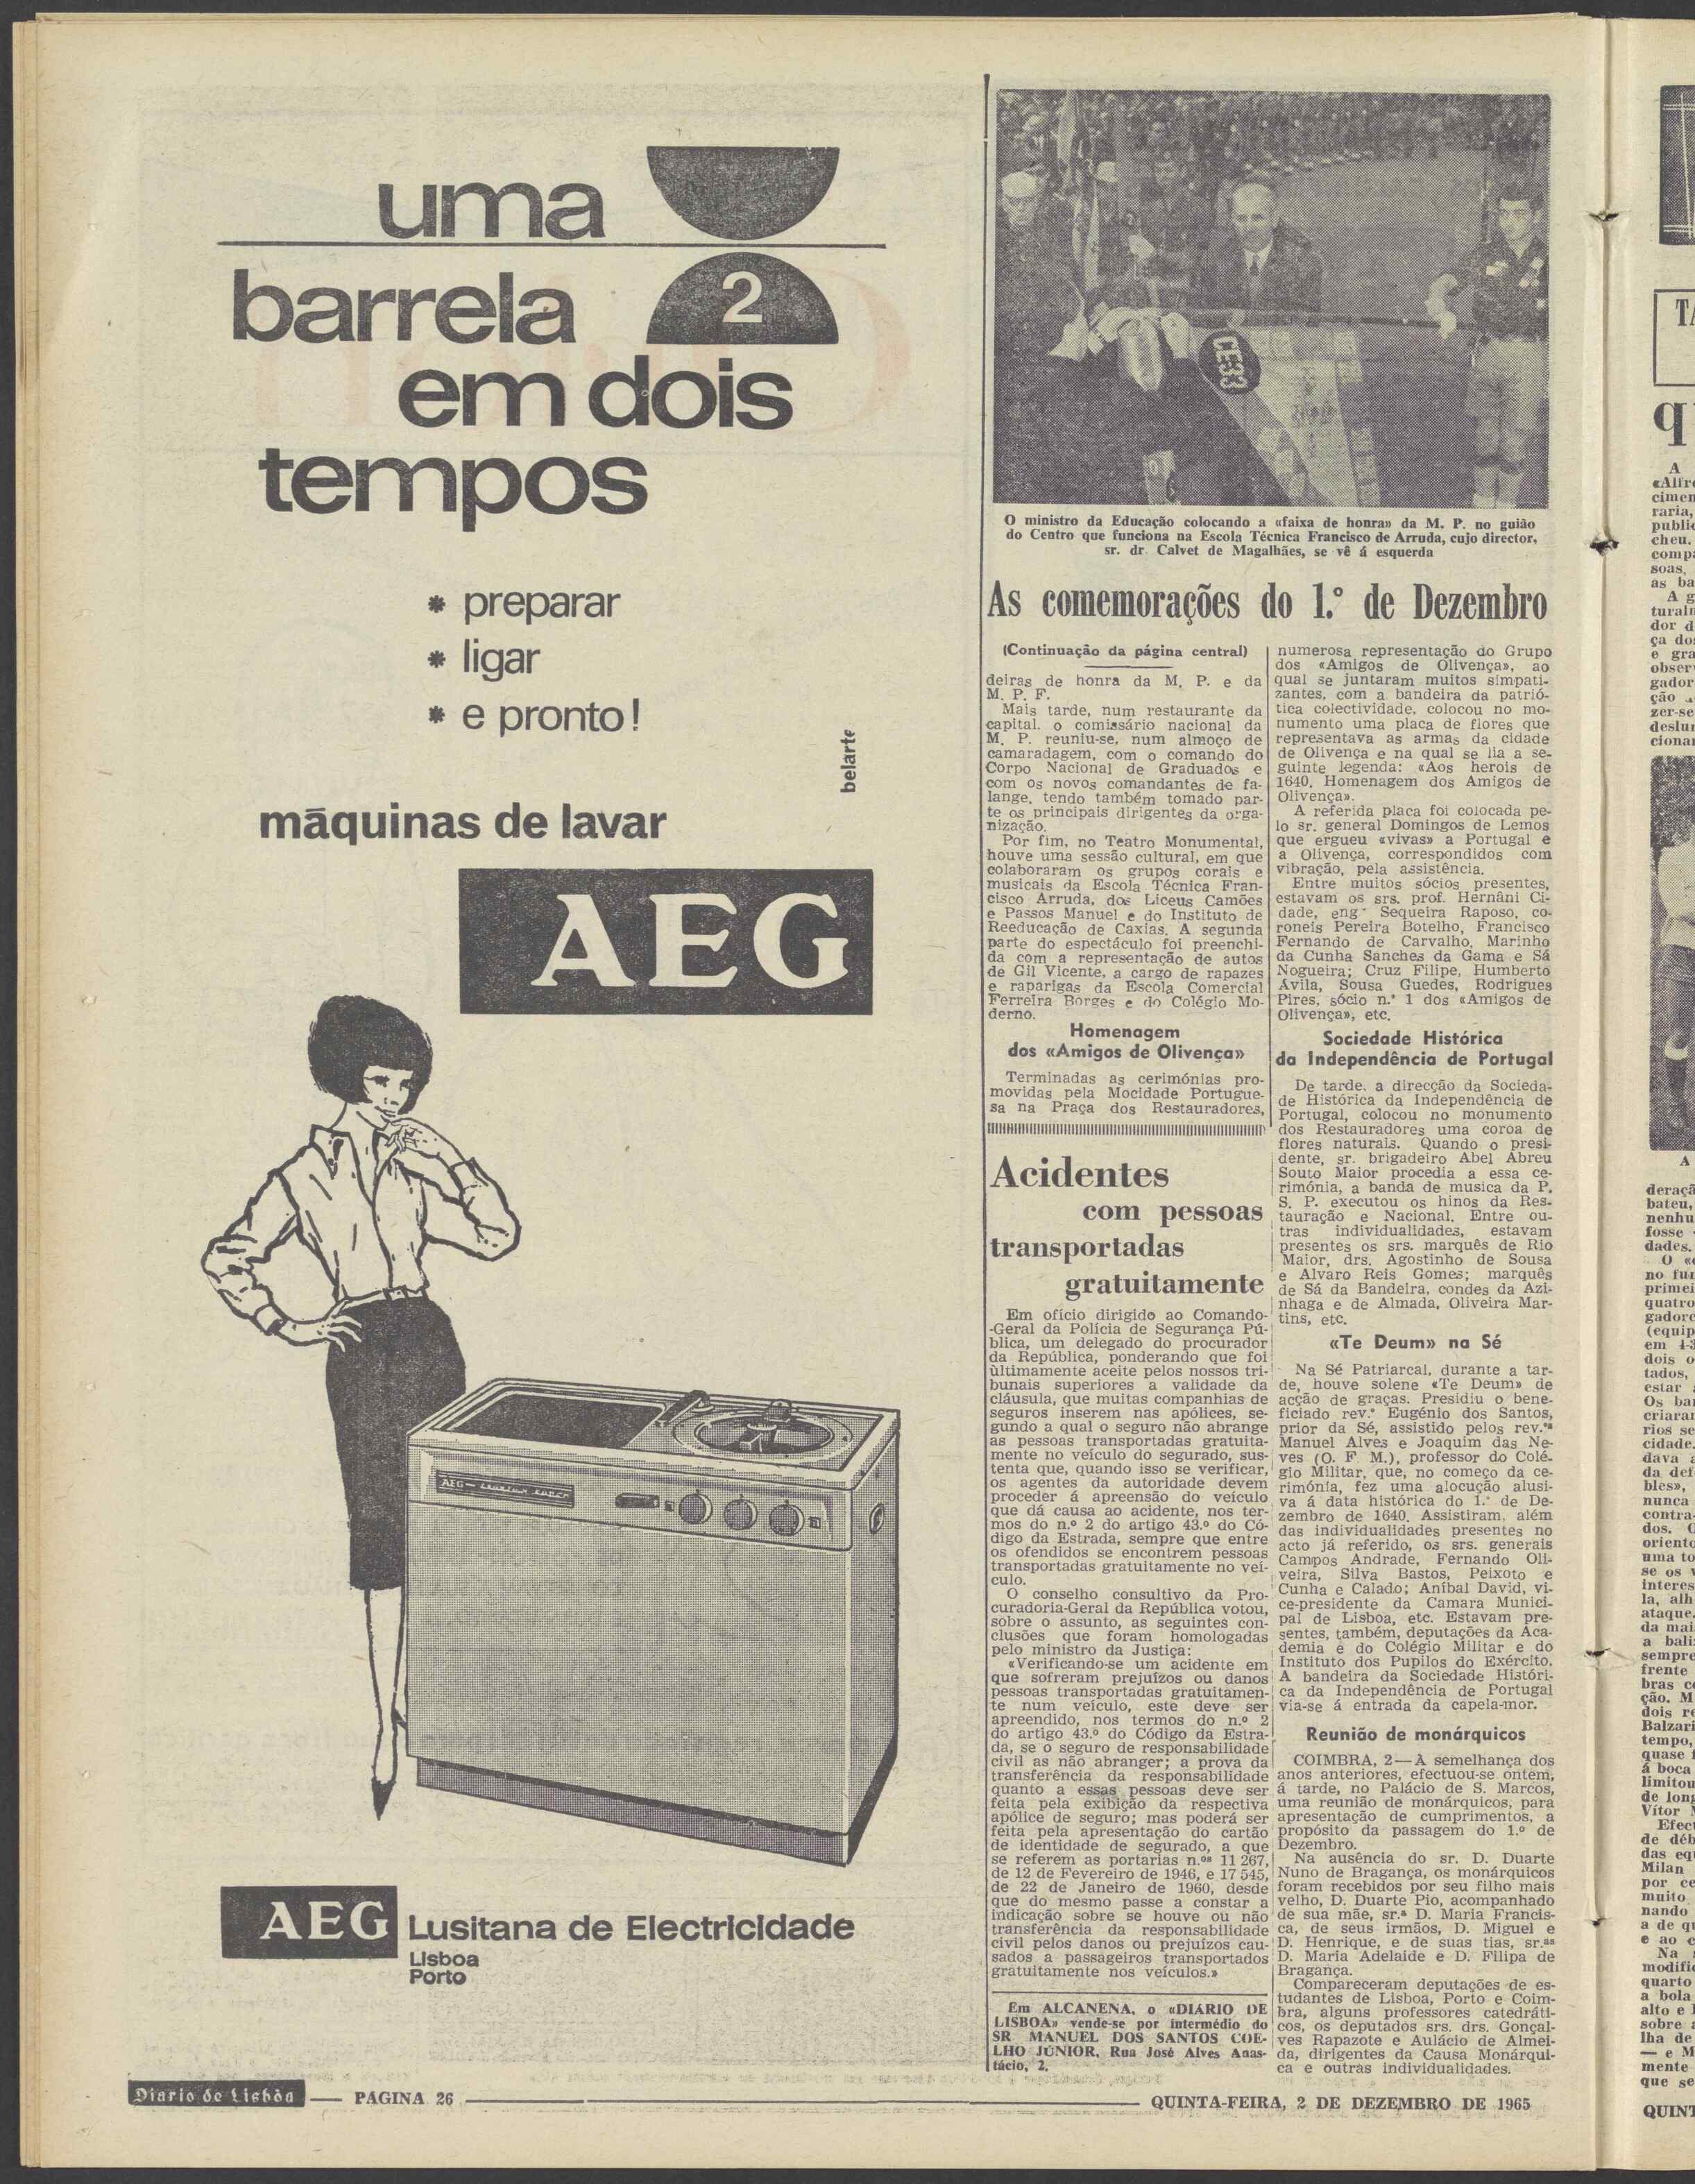 uma
barrela
2
em dois
tempos
* preparar
* ligar
* e pronto!
belarte
máquinas de lavar
AEG
AEG
AEG Lusitana de Electricidade
Lisboa
Porto
CE33
O ministro da Educação colocando a «faixa de honra» da M. P. no guião
do Centro que funciona na Escola Técnica Francisco de Arruda, cujo director,
sr. dr. Calvet de Magalhães, se vê á esquerda
As comemorações do 1.º de Dezembro
(Continuação da página central)
deiras de honra da M. P. e da
M. P. F.
Mais tarde, num restaurante da
capital. o comissário nacional da
M. P. reuniu-se, num almoço de
camaradagem, com o comando do
Corpo Nacional de Graduados e
com os novos comandantes de fa-
lange, tendo também tomado par-
te os principais dirigentes da orga-
nização.
Por fim, no Teatro Monumental,
houve uma sessão cultural, em que
colaboraram os grupos corais e
musicais da Escola Técnica Fran-
cisco Arruda, dos Liceus Camões
e Passos Manuel e do Instituto de
Reeducação de Caxias. A segunda
parte do espectáculo foi preenchi-
da com a representação de autos
de Gil Vicente, a cargo de rapazes
e raparigas da Escola Comercial
Ferreira Borges e do Colégio Mo-
derno.
Homenagem
dos «Amigos de Olivença»
Terminadas as cerimónias pro-
movidas pela Mocidade Portugue-
sa na Praça dos Restauradores,
numerosa representação do Grupo
dos «Amigos de Olivença», ao
qual se juntaram muitos simpati-
zantes, com a bandeira da patrió-
tica colectividade, colocou no mo-
numento uma placa de flores que
representava as armas da cidade
de Olivença e na qual se lia a se-
guinte legenda: «Aos herois de
1640. Homenagem dos Amigos de
Olivença».
A referida placa foi colocada pe-
lo sr. general Domingos de Lemos
que ergueu «vivas» a Portugal e
a Olivença, correspondidos com
vibração, pela assistência.
Entre muitos sócios presentes,
estavam os srs. prof. Hernâni Ci-
dade, eng.º Sequeira Raposo, co-
roneis Pereira Botelho, Francisco
Fernando de Carvalho, Marinho
da Cunha Sanches da Gama e Sá
Nogueira; Cruz Filipe, Humberto
Ávila, Sousa Guedes, Rodrigues
Pires, sócio n.º 1 dos «Amigos de
Olivença», etc.
Sociedade Histórica
da Independência de Portugal
De tarde, a direcção da Socieda-
de Histórica da Independência de
Portugal, colocou no monumento
dos Restauradores uma coroa de
flores naturais. Quando o presi-
dente, sr. brigadeiro Abel Abreu
Souto Maior procedia a essa ce-
rimónia, a banda de musica da P.
S. P. executou os hinos da Res-
tauração e Nacional. Entre ou-
tras individualidades, estavam
presentes os srs. marquês de Rio
Maior, drs. Agostinho de Sousa
e Alvaro Reis Gomes; marquês
de Sá da Bandeira, condes da Azi-
nhaga e de Almada, Oliveira Mar-
tins, etc.
«Te Deum» na Sé
Na Sé Patriarcal, durante a tar-
de, houve solene «Te Deum» de
acção de graças. Presidiu o bene-
ficiado rev.º Eugénio dos Santos,
prior da Sé, assistido pelos rev.ºs
Manuel Alves e Joaquim das Ne-
ves (O. F. M.), professor do Colé-
gio Militar, que, no começo da ce-
rimónia, fez uma alocução alusi-
va á data histórica do 1.º de De-
zembro de 1640. Assistiram, além
das individualidades presentes no
acto já referido, os srs. generais
Campos Andrade, Fernando Oli-
veira, Silva Bastos, Peixoto e
Cunha e Calado; Aníbal David, vi-
ce-presidente da Camara Munici-
pal de Lisboa, etc. Estavam pre-
sentes, também, deputações da Aca-
demia e do Colégio Militar e do
Instituto dos Pupilos do Exército.
A bandeira da Sociedade Históri-
ca da Independência de Portugal
via-se á entrada da capela-mor.
Reunião de monárquicos
COIMBRA, 2 — À semelhança dos
anos anteriores, efectuou-se ontem,
á tarde, no Palácio de S. Marcos,
uma reunião de monárquicos, para
apresentação de cumprimentos, a
propósito da passagem do 1.º de
Dezembro.
Na ausência do sr. D. Duarte
Nuno de Bragança, os monárquicos
foram recebidos por seu filho mais
velho, D. Duarte Pio, acompanhado
de sua mãe, sr.ª D. Maria Francis-
ca, de seus irmãos, D. Miguel e
D. Henrique, e de suas tias, sr.ªs
D. Maria Adelaide e D. Filipa de
Bragança.
Compareceram deputações de es-
tudantes de Lisboa, Porto e Coim-
bra, alguns professores catedráti-
cos, os deputados srs. drs. Gonçal-
ves Rapazote e Aulácio de Almei-
da, dirigentes da Causa Monárqui-
ca e outras individualidades.
Acidentes
com pessoas
transportadas
gratuitamente
Em ofício dirigido ao Comando-
-Geral da Polícia de Segurança Pú-
blica, um delegado do procurador
da República, ponderando que foi
ùltimamente aceite pelos nossos tri-
bunais superiores a validade da
cláusula, que muitas companhias de
seguros inserem nas apólices, se-
gundo a qual o seguro não abrange
as pessoas transportadas gratuita-
mente no veículo do segurado, sus-
tenta que, quando isso se verificar,
os agentes da autoridade devem
proceder á apreensão do veículo
que dá causa ao acidente, nos ter-
mos do n.º 2 do artigo 43.º do Có-
digo da Estrada, sempre que entre
os ofendidos se encontrem pessoas
transportadas gratuitamente no veí-
culo.
O conselho consultivo da Pro-
curadoria-Geral da República votou,
sobre o assunto, as seguintes con-
clusões que foram homologadas
pelo ministro da Justiça:
«Verificando-se um acidente em
que sofreram prejuízos ou danos
pessoas transportadas gratuitamen-
te num veículo, este deve ser
apreendido, nos termos do n.º 2
do artigo 43.º do Código da Estra-
da, se o seguro de responsabilidade
civil as não abranger; a prova da
transferência da responsabilidade
quanto a essas pessoas deve ser
feita pela exibição da respectiva
apólice de seguro; mas poderá ser
feita pela apresentação do cartão
de identidade de segurado, a que
se referem as portarias n.ºs 11 267,
de 12 de Fevereiro de 1946, e 17 545,
de 22 de Janeiro de 1960, desde
que do mesmo passe a constar a
indicação sobre se houve ou não
transferência da responsabilidade
civil pelos danos ou prejuízos cau-
sados a passageiros transportados
gratuitamente nos veículos.»
Em ALCANENA, o «DIÁRIO DE
LISBOA» vende-se por intermédio do
SR. MANUEL DOS SANTOS COE-
LHO JÚNIOR, Rua José Alves Anas-
tácio, 2.
Diario de Lisbôa — PAGINA 26
QUINTA-FEIRA, 2 DE DEZEMBRO DE 1965